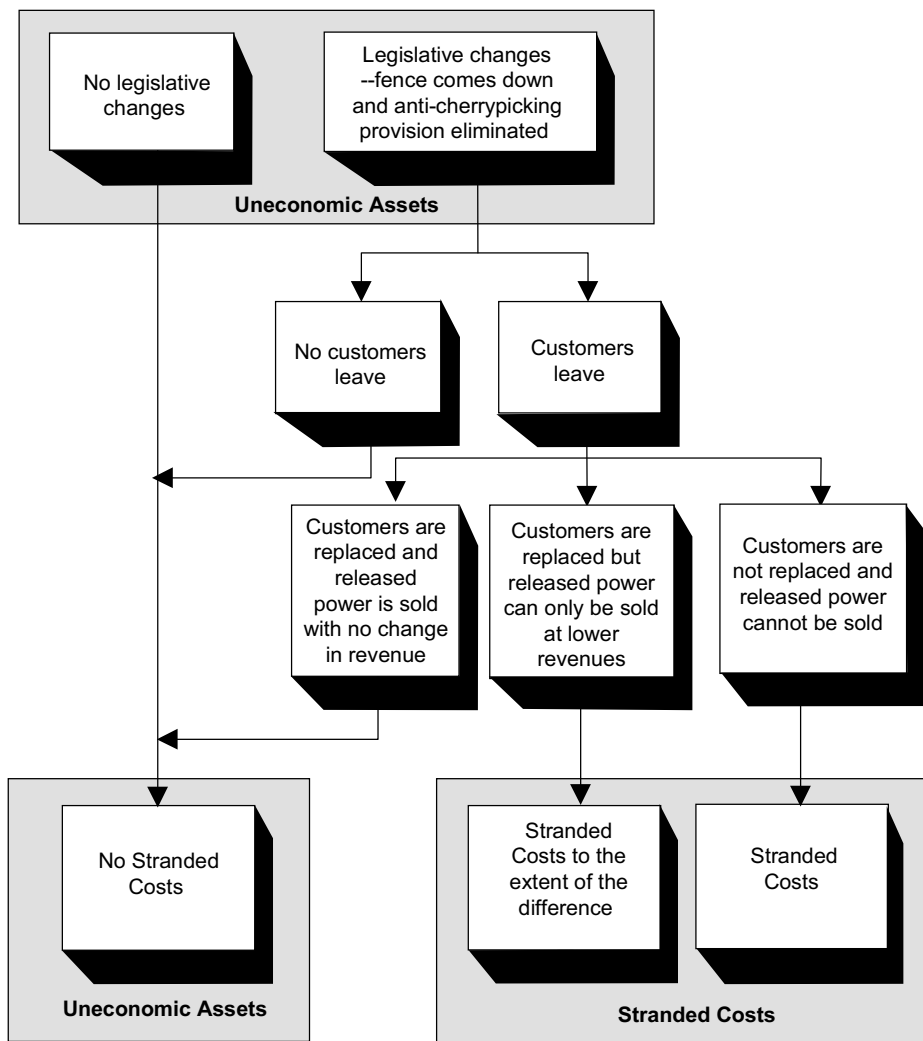 No legislative
changes
Legislative changes
--fence comes down
and anti-cherrypicking
provision eliminated
Uneconomic Assets
No customers
leave
Customers
leave
Customers are
replaced and
released
power is sold
with no change
in revenue
Customers are
replaced but
released power
can only be sold
at lower
revenues
Customers are
not replaced and
released power
cannot be sold
No Stranded
Costs
Uneconomic Assets
Stranded
Costs to the
extent of the
difference
Stranded
Costs
Stranded Costs